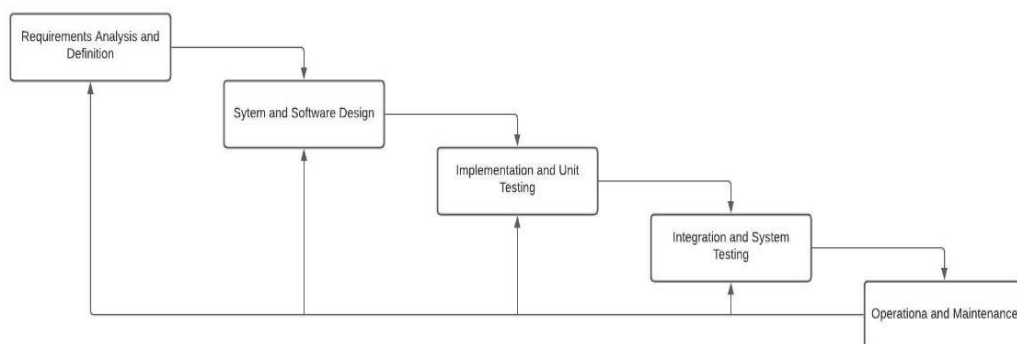 Requirements Analysis and
Definition
Sytem and Software Design
Implementation and Unit
Testing
Integration and System
Testing
Operationa and Maintenance